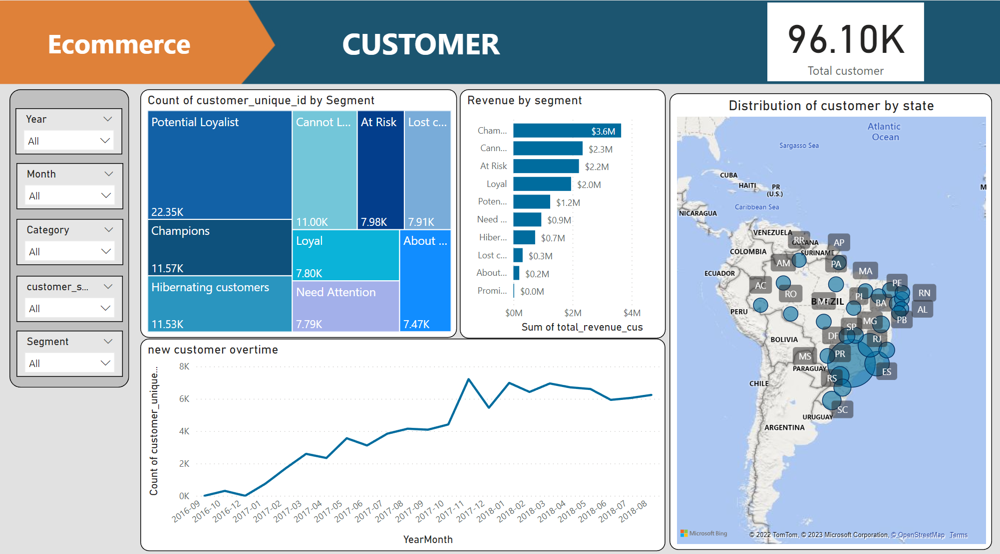 Ecommerce
CUSTOMER
96.10K
Total customer
Year
All
Month
All
Category
All
customer_s...
All
Segment
All
Count of customer_unique_id by Segment
Potential Loyalist
22.35K
Champions
11.57K
Hibernating customers
11.53K
Cannot L...
11.00K
At Risk
7.98K
Lost c...
7.91K
Loyal
7.80K
Need Attention
7.79K
About ...
7.47K
Revenue by segment
Cham... $3.6M
Cann... $2.3M
At Risk $2.2M
Loyal $2.0M
Poten... $1.2M
Need ... $0.9M
Hiber... $0.7M
Lost c... $0.3M
About... $0.2M
Promi... $0.0M
$0M $2M $4M
Sum of total_revenue_cus
new customer overtime
Count of customer_unique...
8K
6K
4K
2K
0K
2016-09 2016-10 2016-12 2017-01 2017-02 2017-03 2017-04 2017-05 2017-06 2017-07 2017-08 2017-09 2017-10 2017-11 2017-12 2018-01 2018-02 2018-03 2018-04 2018-05 2018-06 2018-07 2018-08
YearMonth
Distribution of customer by state
Atlantic
Ocean
Sargasso Sea
CUBA
HAITI
PR
(U.S.)
M
Caribbean Sea
NICARAGUA
VENEZUELA
RR
GUYANA
AP
COLOMBIA
SURINAME
AM
PA
MA
ECUADOR
PE
AC
RO
RN
PI
MT
BRAZIL
BA
AL
PERU
PB
MG
SP
DF
RJ
BOLIVIA
PR
MS
PARAGUAY
ES
RS
CHILE
SC
URUGUAY
ARGENTINA
Microsoft Bing
© 2022 TomTom, © 2023 Microsoft Corporation, © OpenStreetMap Terms